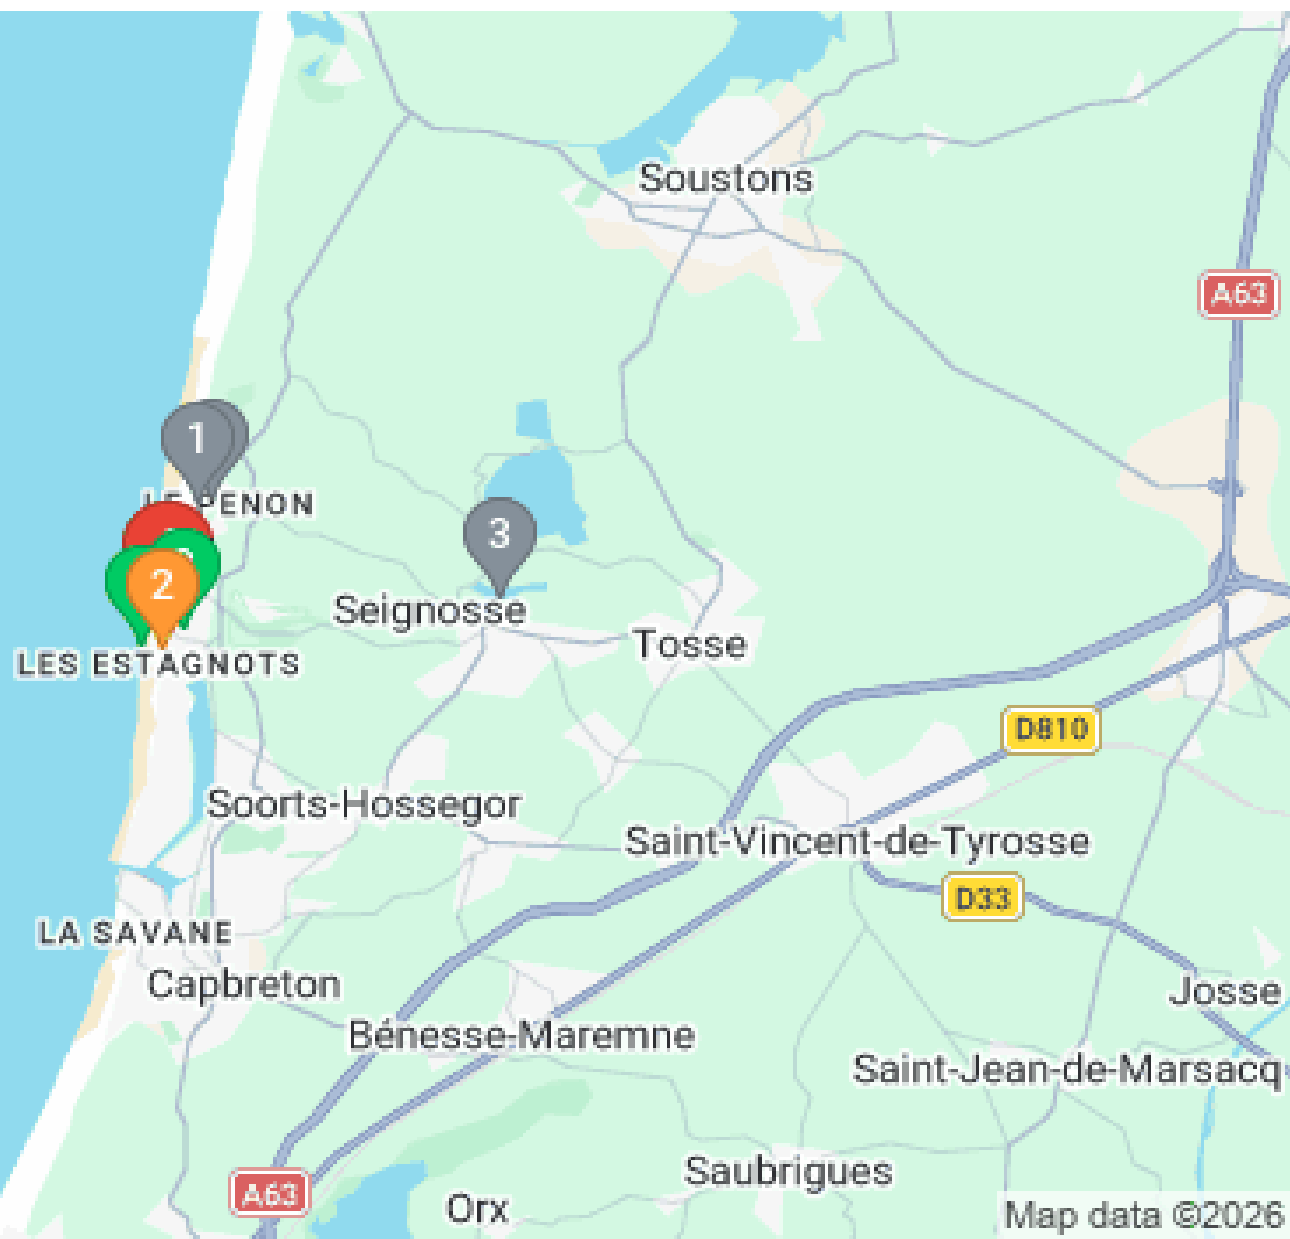 Soustons
A63
1
LE PENON
3
2
Seignosse
Tosse
LES ESTAGNOTS
D810
Soorts-Hossegor
Saint-Vincent-de-Tyrosse
D33
LA SAVANE
Capbreton
Josse
Bénesse-Maremne
Saint-Jean-de-Marsacq
Saubrigues
A63
Orx
Map data ©2026